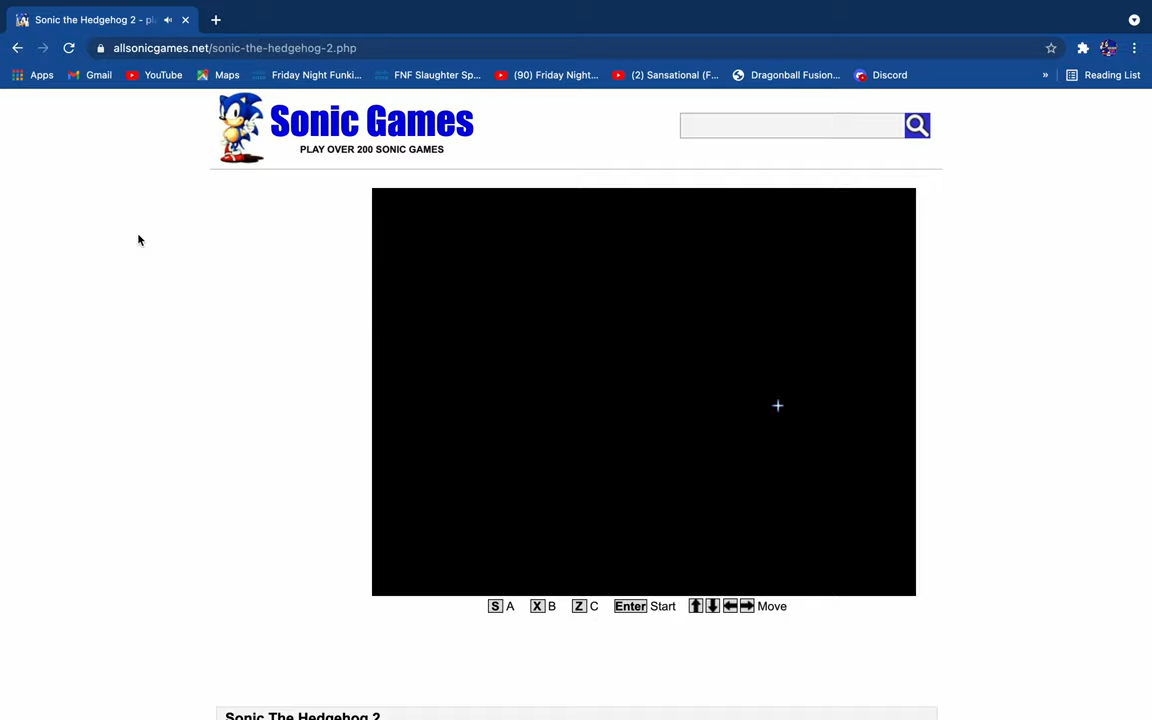 Sonic the Hedgehog 2 - pl
allsonicgames.net/sonic-the-hedgehog-2.php
Apps Gmail YouTube Maps Friday Night Funki... FNF Slaughter Sp... (90) Friday Night... (2) Sansational (F... Dragonball Fusion... Discord » Reading List
Sonic Games
PLAY OVER 200 SONIC GAMES
S A X B Z C Enter Start Move
Sonic The Hedgehog 2